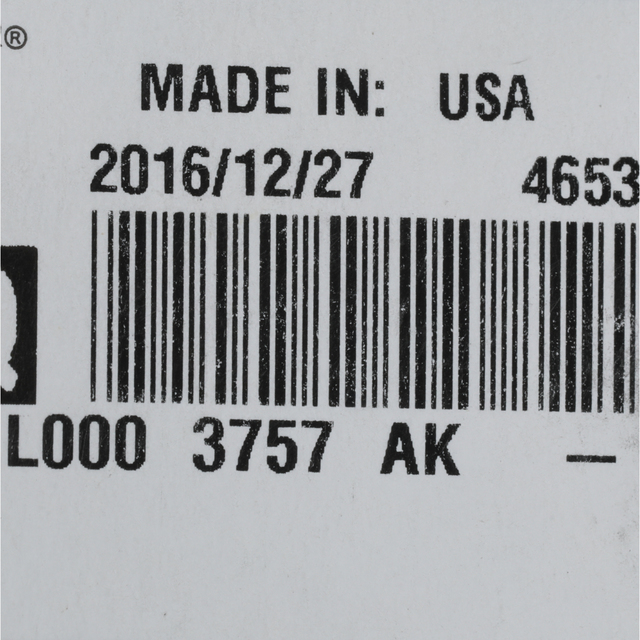 ®
MADE IN: USA
2016/12/27 4653
L000 3757 AK —